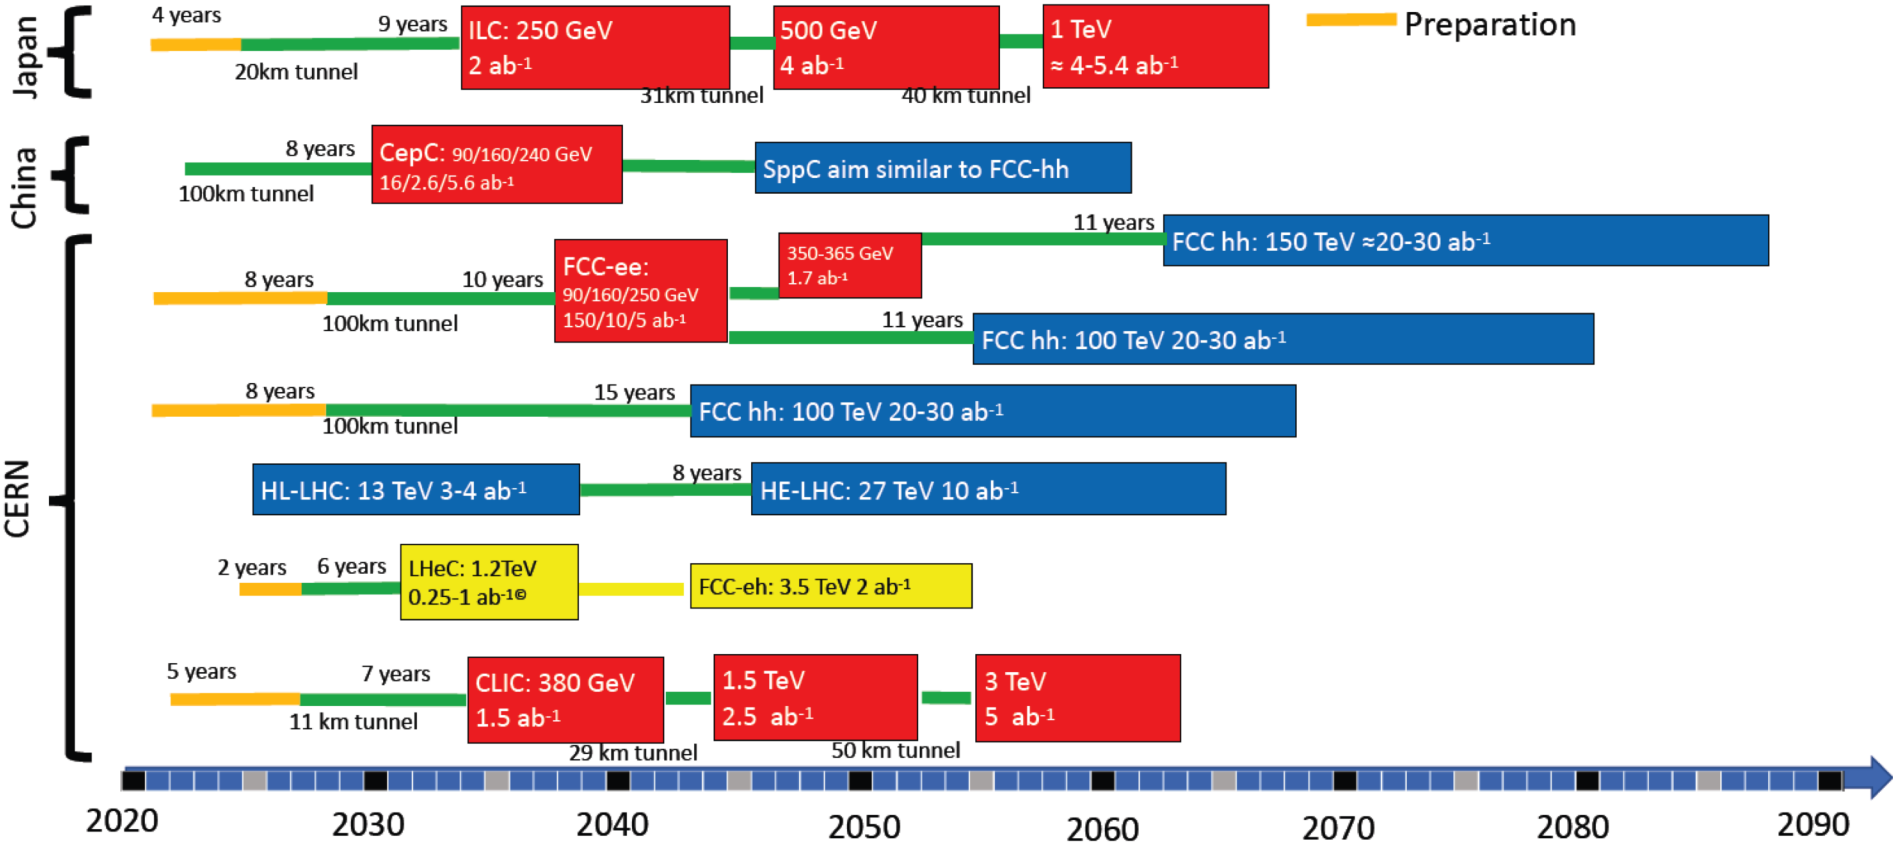 4 years
9 years
20km tunnel
ILC: 250 GeV
2 ab-1
31km tunnel
500 GeV
4 ab-1
40 km tunnel
1 TeV
≈ 4-5.4 ab-1
Preparation
Japan
8 years
100km tunnel
CepC: 90/160/240 GeV
16/2.6/5.6 ab-1
SppC aim similar to FCC-hh
China
8 years
10 years
100km tunnel
FCC-ee:
90/160/250 GeV
150/10/5 ab-1
350-365 GeV
1.7 ab-1
11 years
FCC hh: 150 TeV ≈20-30 ab-1
11 years
FCC hh: 100 TeV 20-30 ab-1
8 years
15 years
100km tunnel
FCC hh: 100 TeV 20-30 ab-1
HL-LHC: 13 TeV 3-4 ab-1
8 years
HE-LHC: 27 TeV 10 ab-1
CERN
2 years
6 years
LHeC: 1.2TeV
0.25-1 ab-1©
FCC-eh: 3.5 TeV 2 ab-1
5 years
7 years
11 km tunnel
CLIC: 380 GeV
1.5 ab-1
29 km tunnel
1.5 TeV
2.5 ab-1
50 km tunnel
3 TeV
5 ab-1
2020
2030
2040
2050
2060
2070
2080
2090